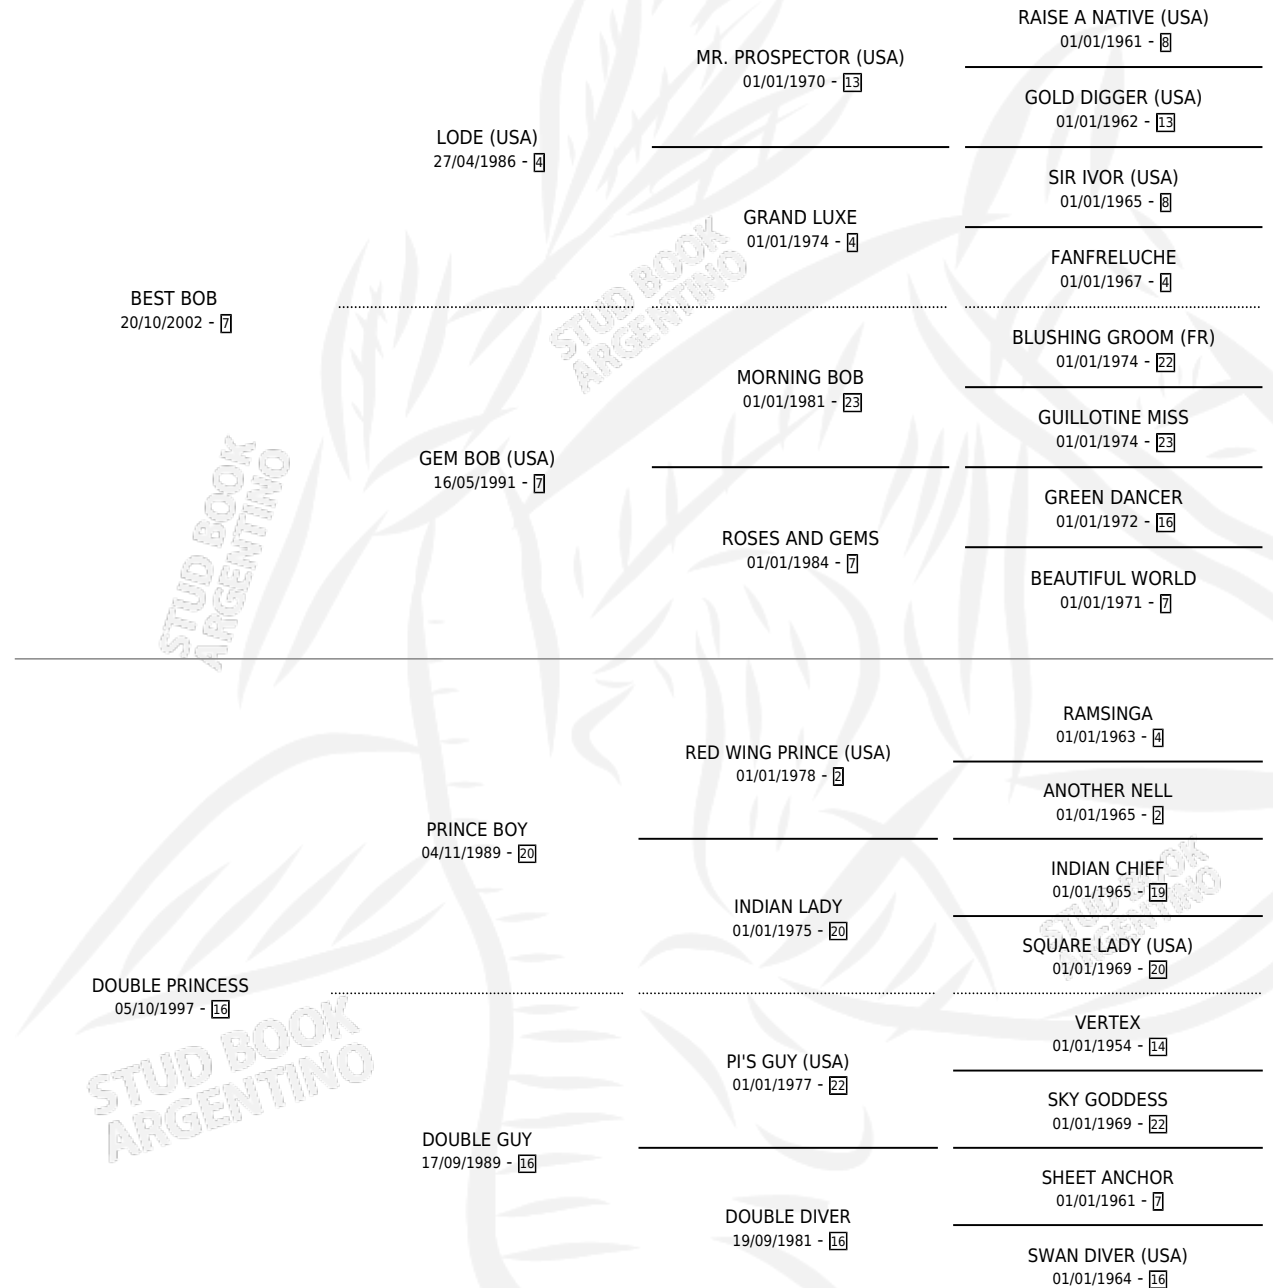 RAISE A NATIVE (USA)
01/01/1961 - 8
MR. PROSPECTOR (USA)
01/01/1970 - 13
GOLD DIGGER (USA)
01/01/1962 - 13
LODE (USA)
27/04/1986 - 4
SIR IVOR (USA)
01/01/1965 - 8
GRAND LUXE
01/01/1974 - 4
FANFRELUCHE
01/01/1967 - 4
BEST BOB
20/10/2002 - 7
BLUSHING GROOM (FR)
01/01/1974 - 22
MORNING BOB
01/01/1981 - 23
GUILLOTINE MISS
01/01/1974 - 23
GEM BOB (USA)
16/05/1991 - 7
GREEN DANCER
01/01/1972 - 16
ROSES AND GEMS
01/01/1984 - 7
BEAUTIFUL WORLD
01/01/1971 - 7
RAMSINGA
01/01/1963 - 4
RED WING PRINCE (USA)
01/01/1978 - 2
ANOTHER NELL
01/01/1965 - 2
PRINCE BOY
04/11/1989 - 20
INDIAN CHIEF
01/01/1965 - 19
INDIAN LADY
01/01/1975 - 20
SQUARE LADY (USA)
01/01/1969 - 20
DOUBLE PRINCESS
05/10/1997 - 16
VERTEX
01/01/1954 - 14
PI'S GUY (USA)
01/01/1977 - 22
SKY GODDESS
01/01/1969 - 22
DOUBLE GUY
17/09/1989 - 16
SHEET ANCHOR
01/01/1961 - 7
DOUBLE DIVER
19/09/1981 - 16
SWAN DIVER (USA)
01/01/1964 - 16
STUD BOOK
ARGENTINO
STUD BOOK
ARGENTINO
STUD BOOK
ARGENTINO
STUD BOOK
ARGENTINO